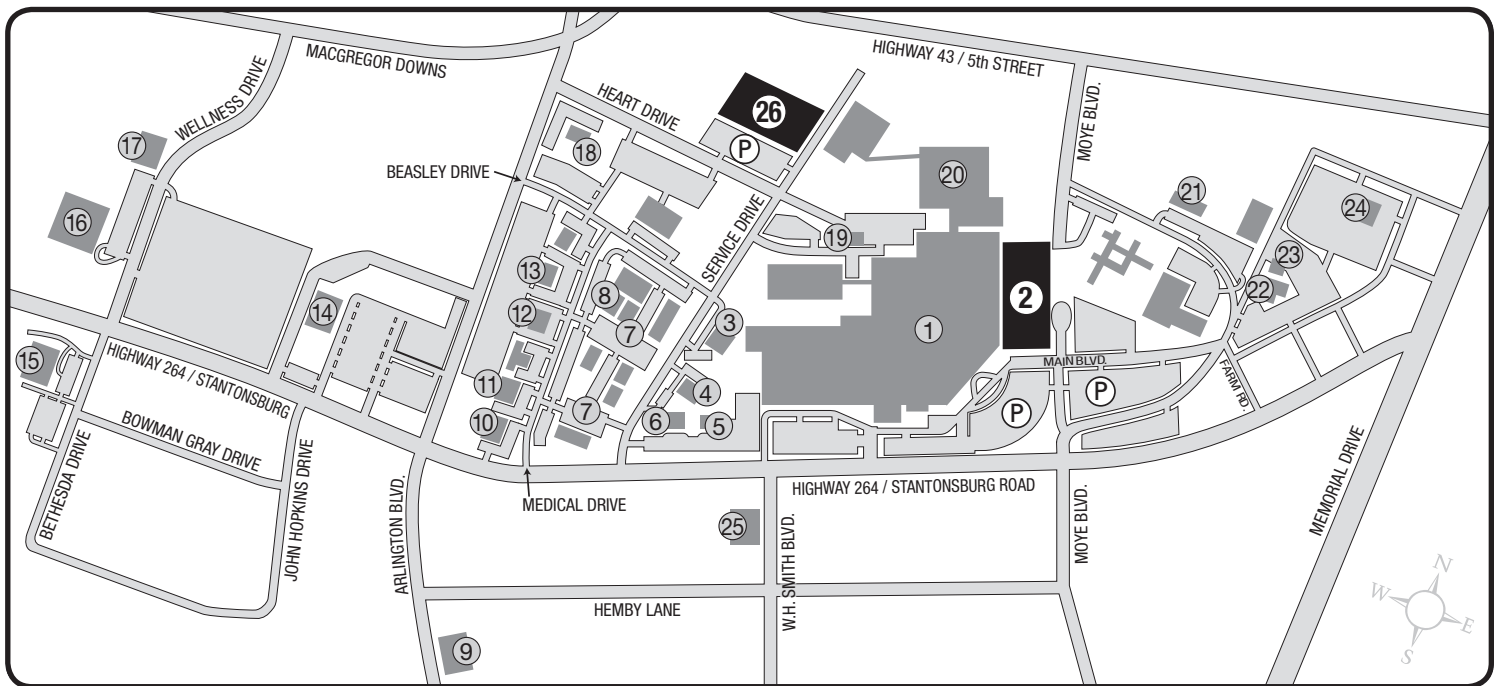 MACGREGOR DOWNS
HIGHWAY 43 / 5th STREET
WELLNESS DRIVE
HEART DRIVE
MOYE BLVD.
26
P
17
18
BEASLEY DRIVE
20
21
16
24
SERVICE DRIVE
19
23
13
22
8
2
14
12
7
3
1
15
MAIN BLVD.
HIGHWAY 264 / STANTONSBURG
FARM RD.
11
4
P
P
10
7
6
5
BOWMAN GRAY DRIVE
BETHESDA DRIVE
JOHN HOPKINS DRIVE
MEMORIAL DRIVE
HIGHWAY 264 / STANTONSBURG ROAD
MEDICAL DRIVE
ARLINGTON BLVD.
25
W.H. SMITH BLVD.
MOYE BLVD.
HEMBY LANE
9
N
W
E
S